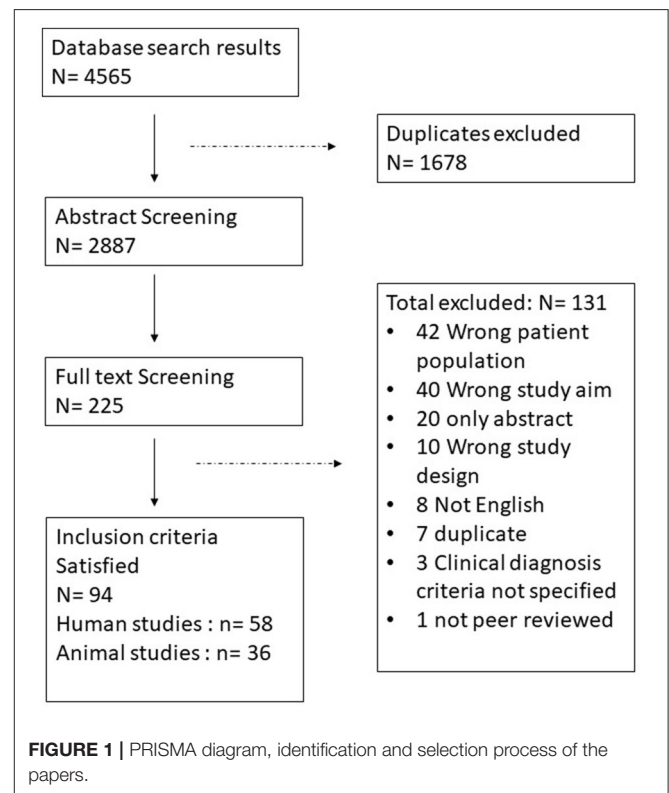 Database search results
N= 4565
Duplicates excluded
N= 1678
Abstract Screening
N= 2887
Total excluded: N= 131
• 42 Wrong patient
population
• 40 Wrong study aim
• 20 only abstract
• 10 Wrong study
design
• 8 Not English
• 7 duplicate
• 3 Clinical diagnosis
criteria not specified
• 1 not peer reviewed
Full text Screening
N= 225
Inclusion criteria
Satisfied
N= 94
Human studies : n= 58
Animal studies : n= 36
FIGURE 1 | PRISMA diagram, identification and selection process of the
papers.